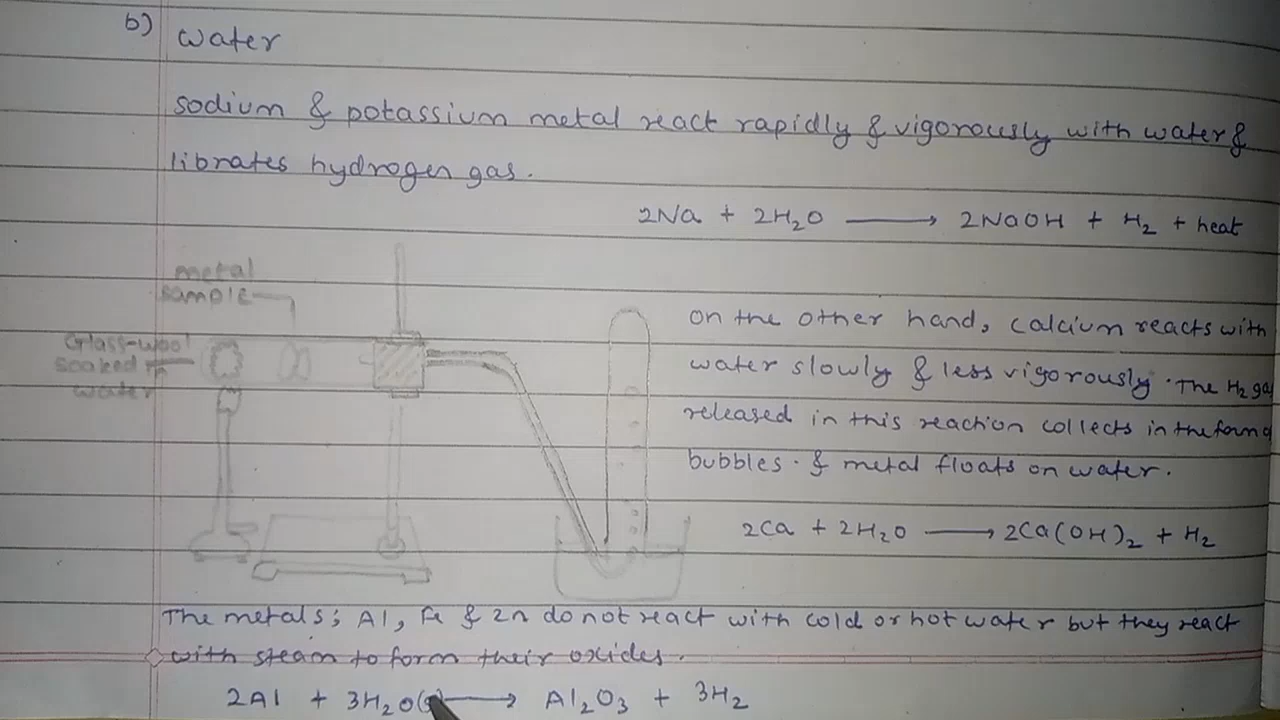 b) water
sodium & potassium metal react rapidly & vigorously with water &
librates hydrogen gas.
2Na + 2H₂O ⟶ 2NaOH + H₂ + heat
metal
sample
Glass-wool
soaked in
water
on the other hand, calcium reacts with
water slowly & less vigorously. The H₂ ga
released in this reaction collects in the form o
bubbles. & metal floats on water.
2Ca + 2H₂O ⟶ 2Ca(OH)₂ + H₂
The metals; Al, Fe & Zn do not react with cold or hot water but they react
with steam to form their oxides.
2Al + 3H₂O( ) ⟶ Al₂O₃ + 3H₂